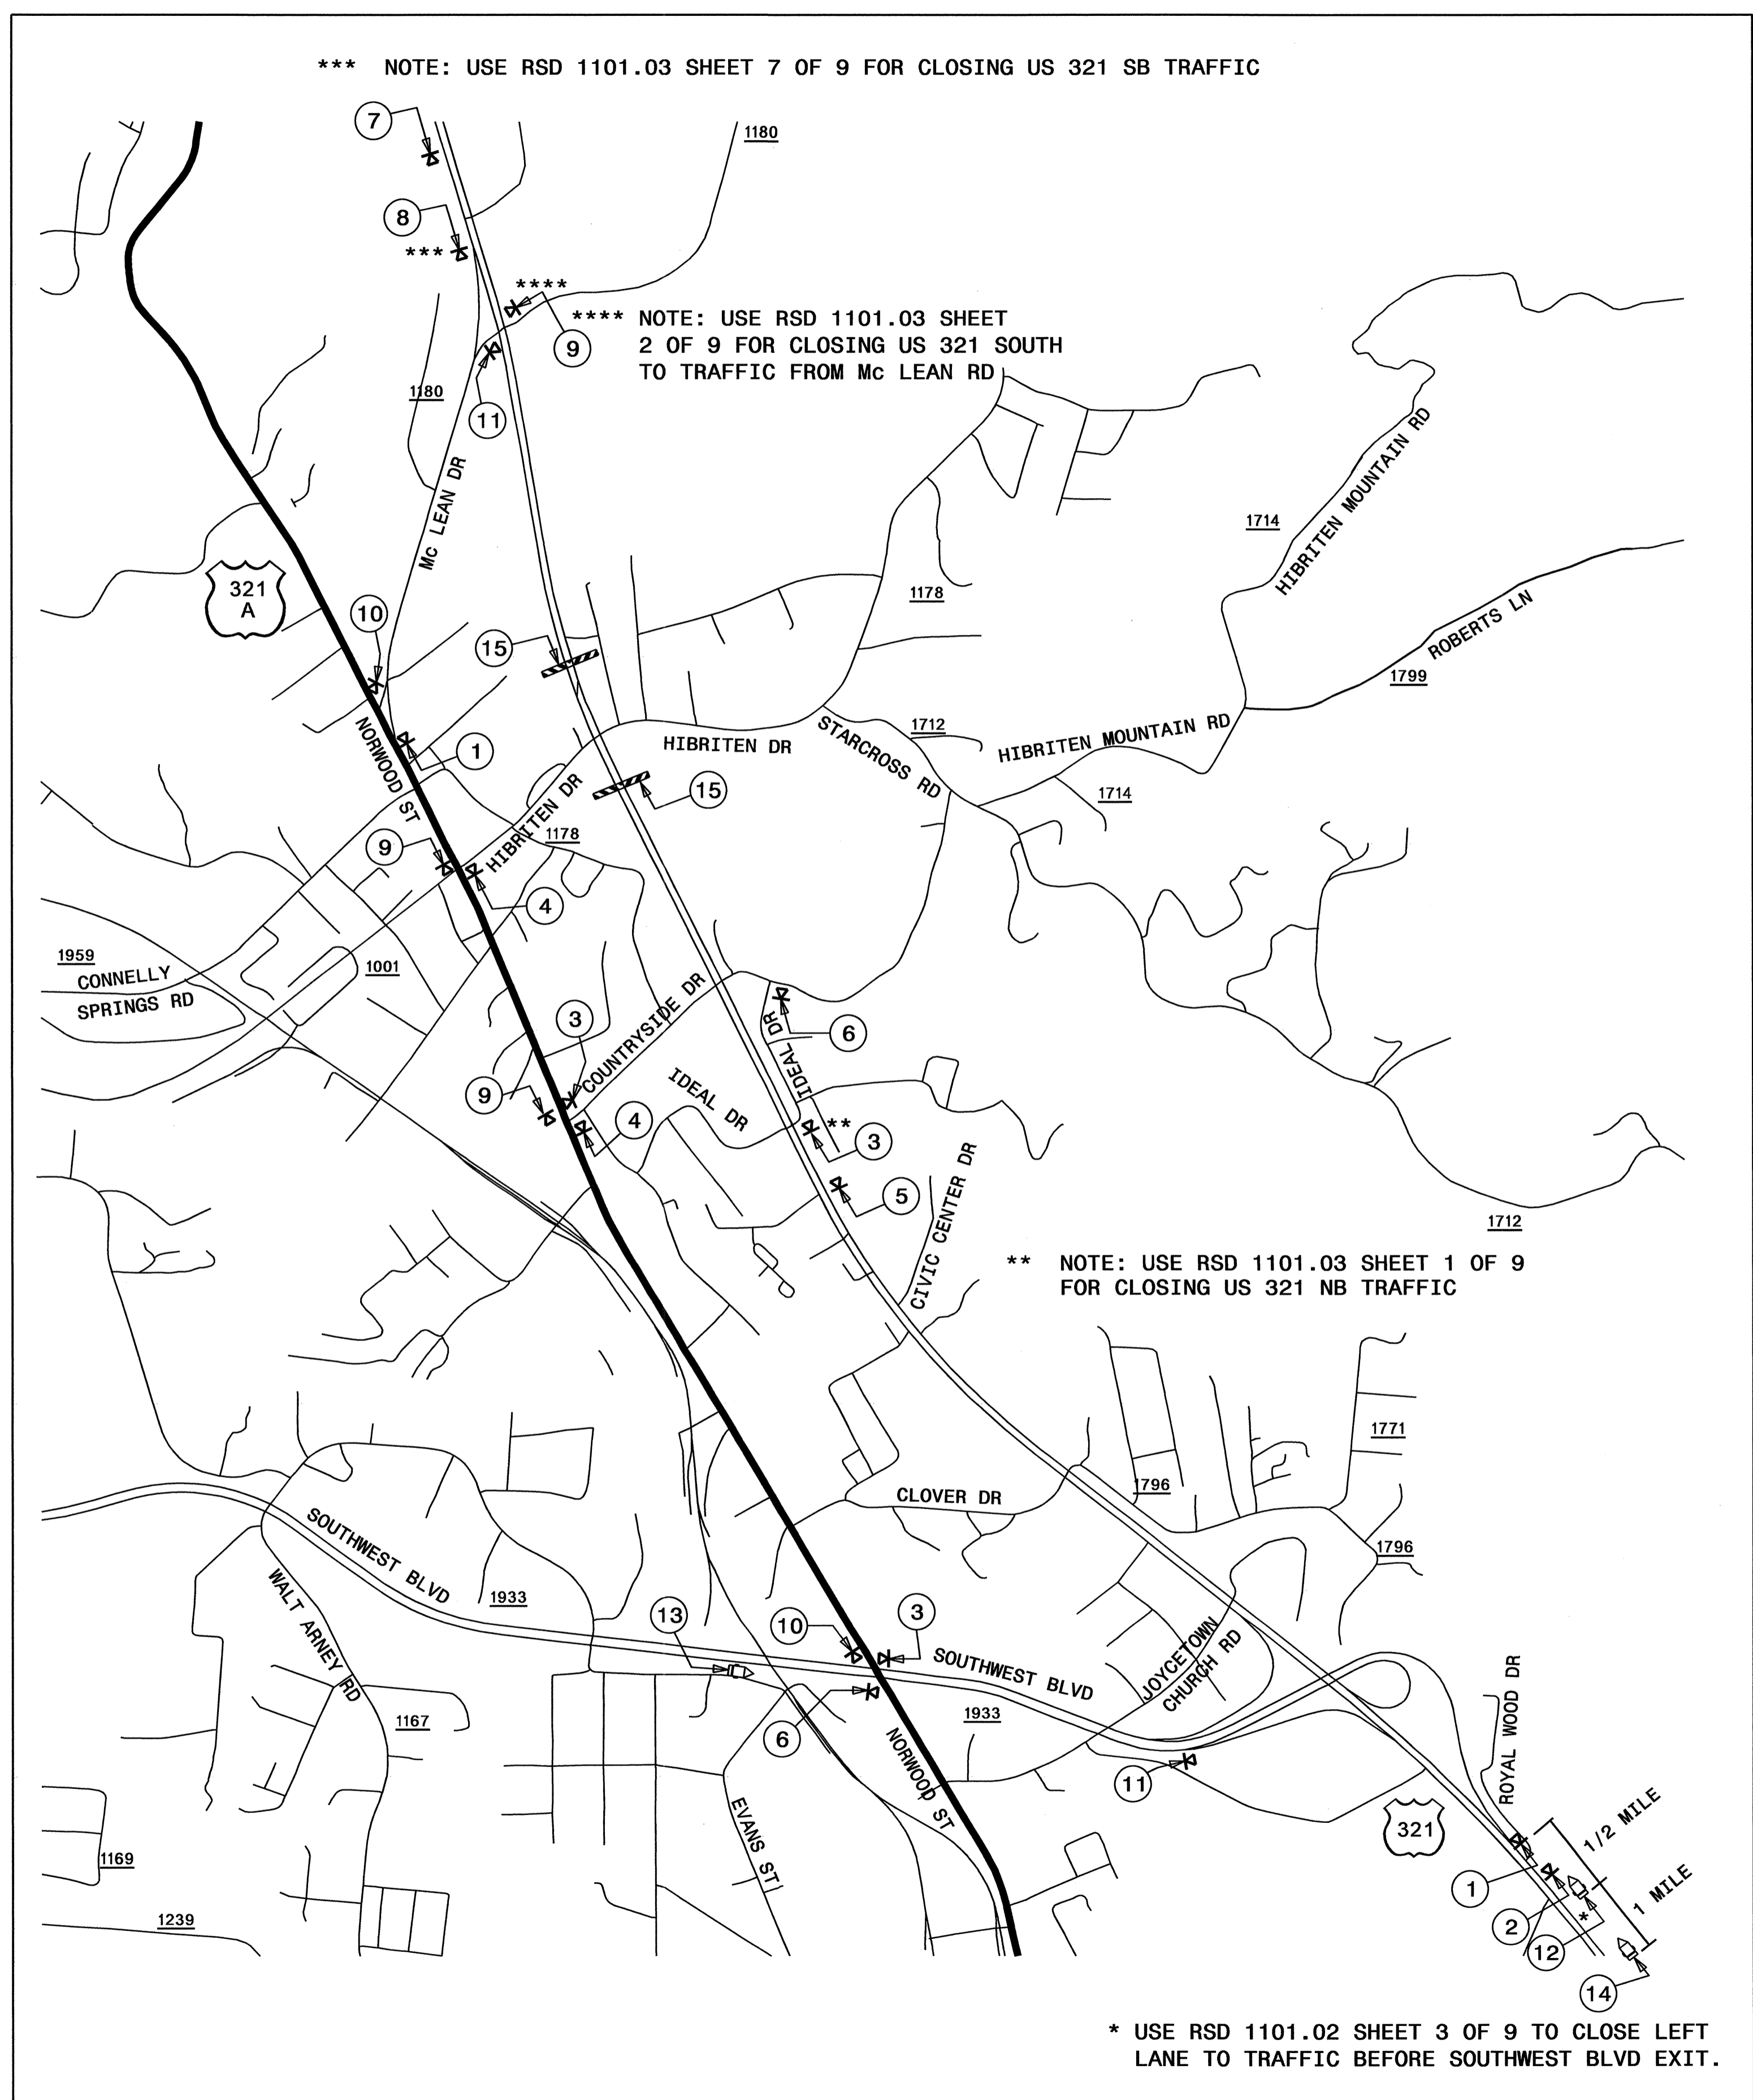 *** NOTE: USE RSD 1101.03 SHEET 7 OF 9 FOR CLOSING US 321 SB TRAFFIC
7
1180
8
***
****
**** NOTE: USE RSD 1101.03 SHEET
2 OF 9 FOR CLOSING US 321 SOUTH
TO TRAFFIC FROM Mc LEAN RD
9
1180
11
Mc LEAN DR
HIBRITEN MOUNTAIN RD
1714
321
A
10
1178
ROBERTS LN
1799
15
NORWOOD ST
1
HIBRITEN DR
STARCROSS RD
1712
HIBRITEN MOUNTAIN RD
15
1714
HIBRITEN DR
1178
9
4
1959
CONNELLY
SPRINGS RD
1001
3
COUNTRYSIDE DR
IDEAL DR
6
9
IDEAL DR
4
**
3
5
CIVIC CENTER DR
1712
** NOTE: USE RSD 1101.03 SHEET 1 OF 9
FOR CLOSING US 321 NB TRAFFIC
1771
1796
CLOVER DR
SOUTHWEST BLVD
1796
WALT ARNEY RD
1933
13
10
3
SOUTHWEST BLVD
JOYCETOWN
CHURCH RD
1167
6
1933
NORWOOD ST
11
ROYAL WOOD DR
EVANS ST
321
1/2 MILE
1169
1
1 MILE
2
*
12
1239
14
* USE RSD 1101.02 SHEET 3 OF 9 TO CLOSE LEFT
LANE TO TRAFFIC BEFORE SOUTHWEST BLVD EXIT.